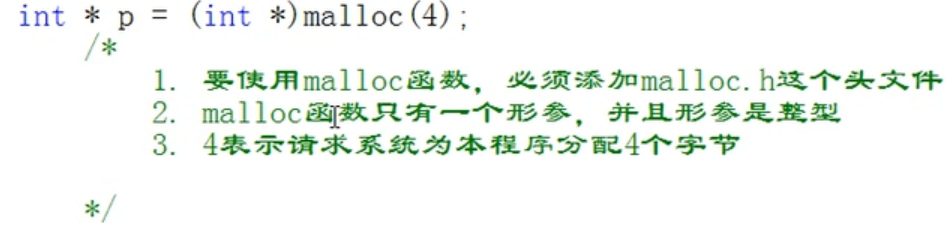 int * p = (int *)malloc(4);
/*
1. 要使用malloc函数，必须添加malloc.h这个头文件
2. malloc函数只有一个形参，并且形参是整型
3. 4表示请求系统为本程序分配4个字节
*/